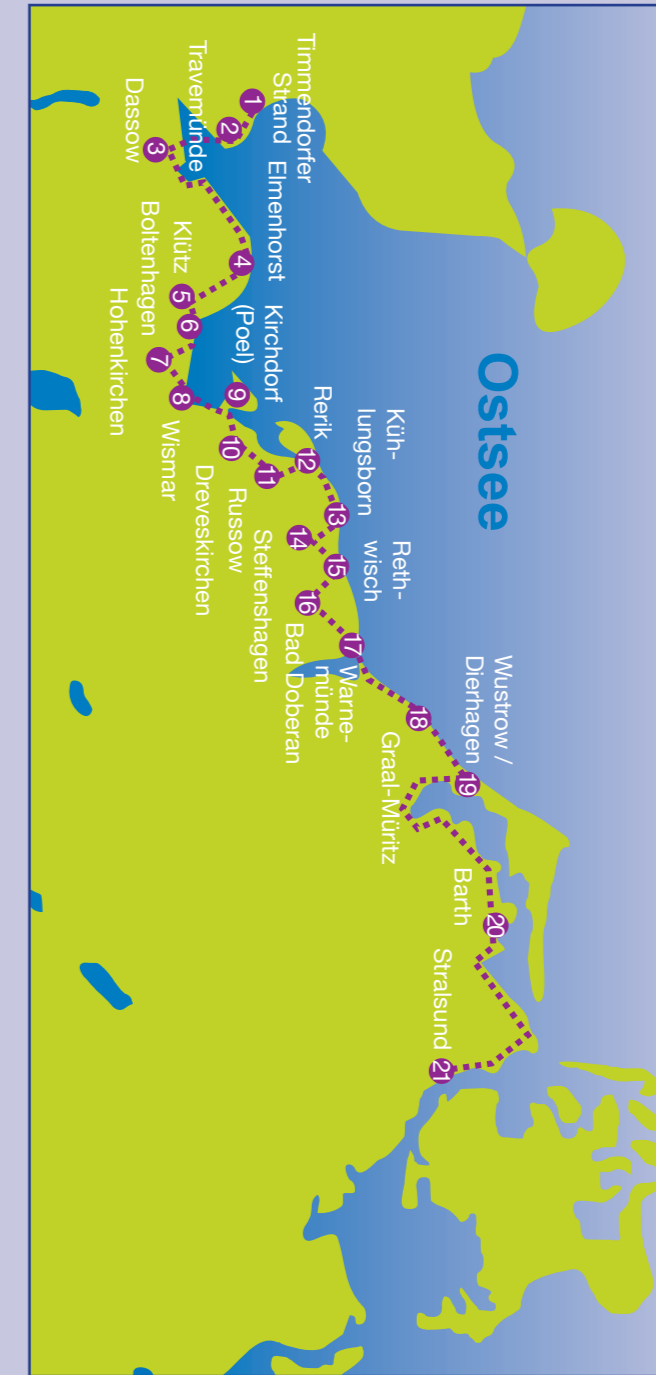 Ostsee
1
Timmendorfer
Strand
2
Travemünde
3
Dassow
4
Elmenhorst
5
Klütz
6
Boltenhagen
7
Hohenkirchen
8
Wismar
9
Kirchdorf
(Poel)
10
Dreveskirchen
11
Russow
12
Rerik
13
Küh-
lungsborn
14
Steffenshagen
15
Reth-
wisch
16
Bad Doberan
17
Warne-
münde
18
Graal-Müritz
19
Wustrow /
Dierhagen
20
Barth
21
Stralsund